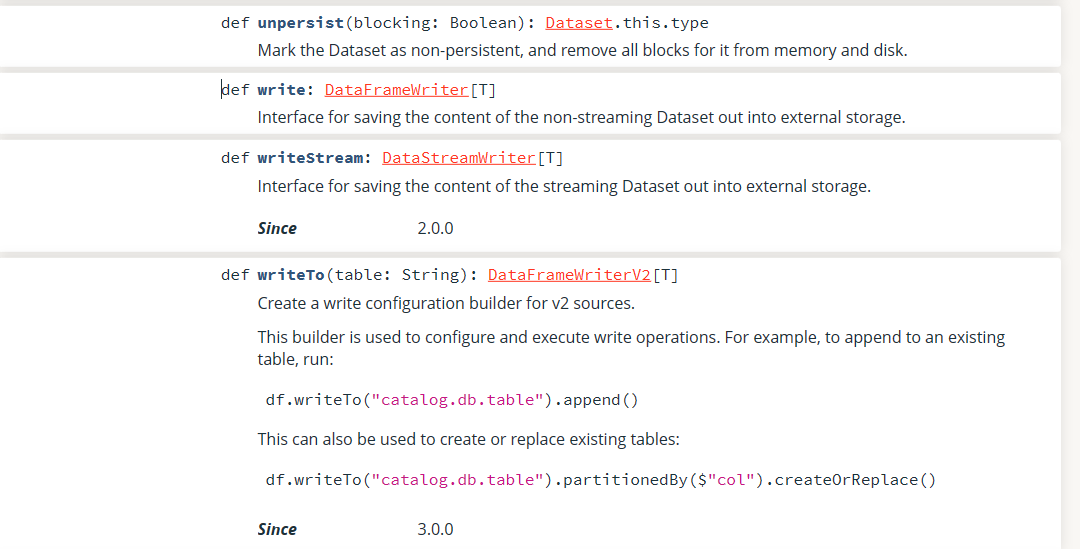 def unpersist(blocking: Boolean): Dataset.this.type
Mark the Dataset as non-persistent, and remove all blocks for it from memory and disk.
def write: DataFrameWriter[T]
Interface for saving the content of the non-streaming Dataset out into external storage.
def writeStream: DataStreamWriter[T]
Interface for saving the content of the streaming Dataset out into external storage.
Since 2.0.0
def writeTo(table: String): DataFrameWriterV2[T]
Create a write configuration builder for v2 sources.
This builder is used to configure and execute write operations. For example, to append to an existing
table, run:
df.writeTo("catalog.db.table").append()
This can also be used to create or replace existing tables:
df.writeTo("catalog.db.table").partitionedBy($"col").createOrReplace()
Since 3.0.0